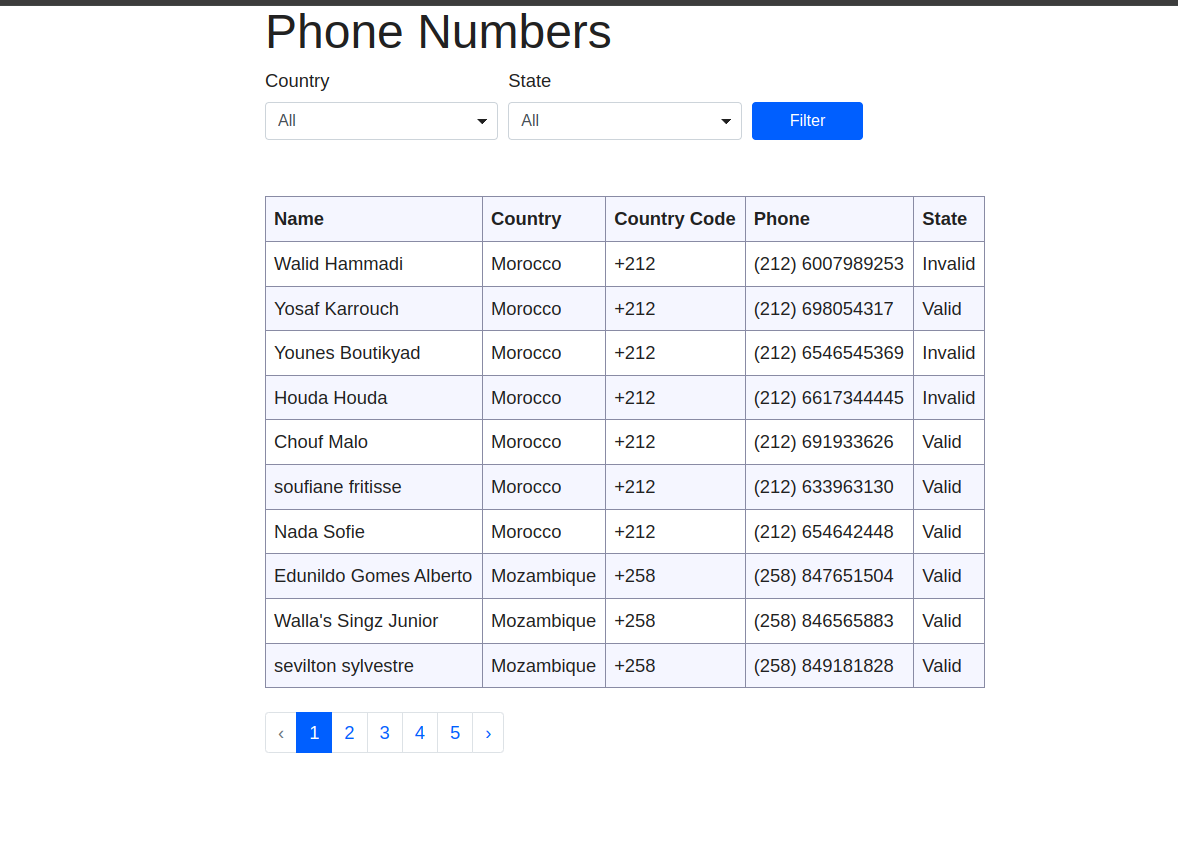 Phone Numbers
Country State
All All Filter
Name Country Country Code Phone State
Walid Hammadi Morocco +212 (212) 6007989253 Invalid
Yosaf Karrouch Morocco +212 (212) 698054317 Valid
Younes Boutikyad Morocco +212 (212) 6546545369 Invalid
Houda Houda Morocco +212 (212) 6617344445 Invalid
Chouf Malo Morocco +212 (212) 691933626 Valid
soufiane fritisse Morocco +212 (212) 633963130 Valid
Nada Sofie Morocco +212 (212) 654642448 Valid
Edunildo Gomes Alberto Mozambique +258 (258) 847651504 Valid
Walla's Singz Junior Mozambique +258 (258) 846565883 Valid
sevilton sylvestre Mozambique +258 (258) 849181828 Valid
‹ 1 2 3 4 5 ›